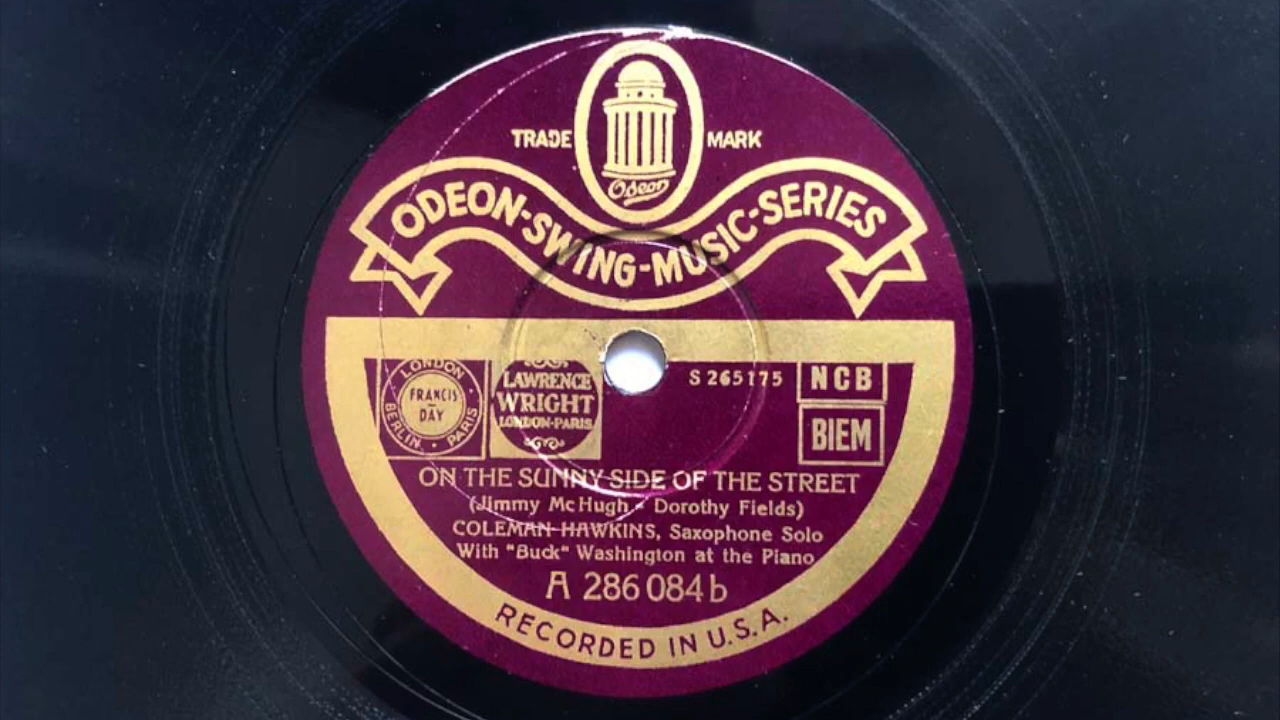 TRADE MARK
Odeon
ODEON-SWING-MUSIC-SERIES
LONDON
FRANCIS-DAY
BERLIN • PARIS
LAWRENCE
WRIGHT
LONDON-PARIS
S 265175
NCB
BIEM
ON THE SUNNY SIDE OF THE STREET
(Jimmy McHugh - Dorothy Fields)
COLEMAN HAWKINS, Saxophone Solo
With "Buck" Washington at the Piano
A 286 084 b
RECORDED IN U.S.A.